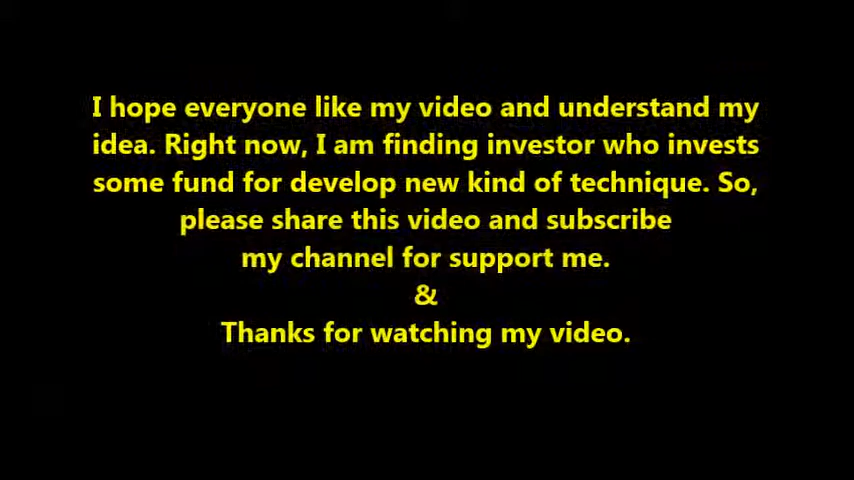 I hope everyone like my video and understand my
idea. Right now, I am finding investor who invests
some fund for develop new kind of technique. So,
please share this video and subscribe
my channel for support me.
&
Thanks for watching my video.